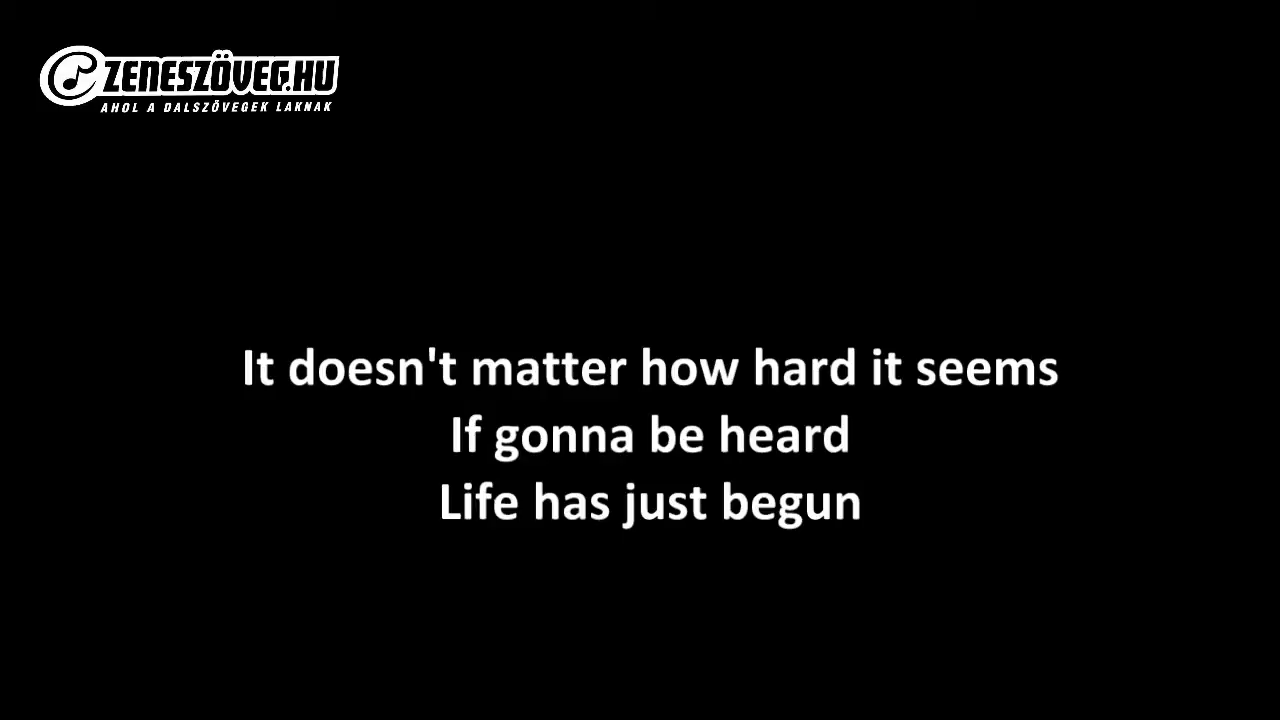 ZENESZÖVEG.HU
AHOL A DALSZÖVEGEK LAKNAK
It doesn't matter how hard it seems
If gonna be heard
Life has just begun